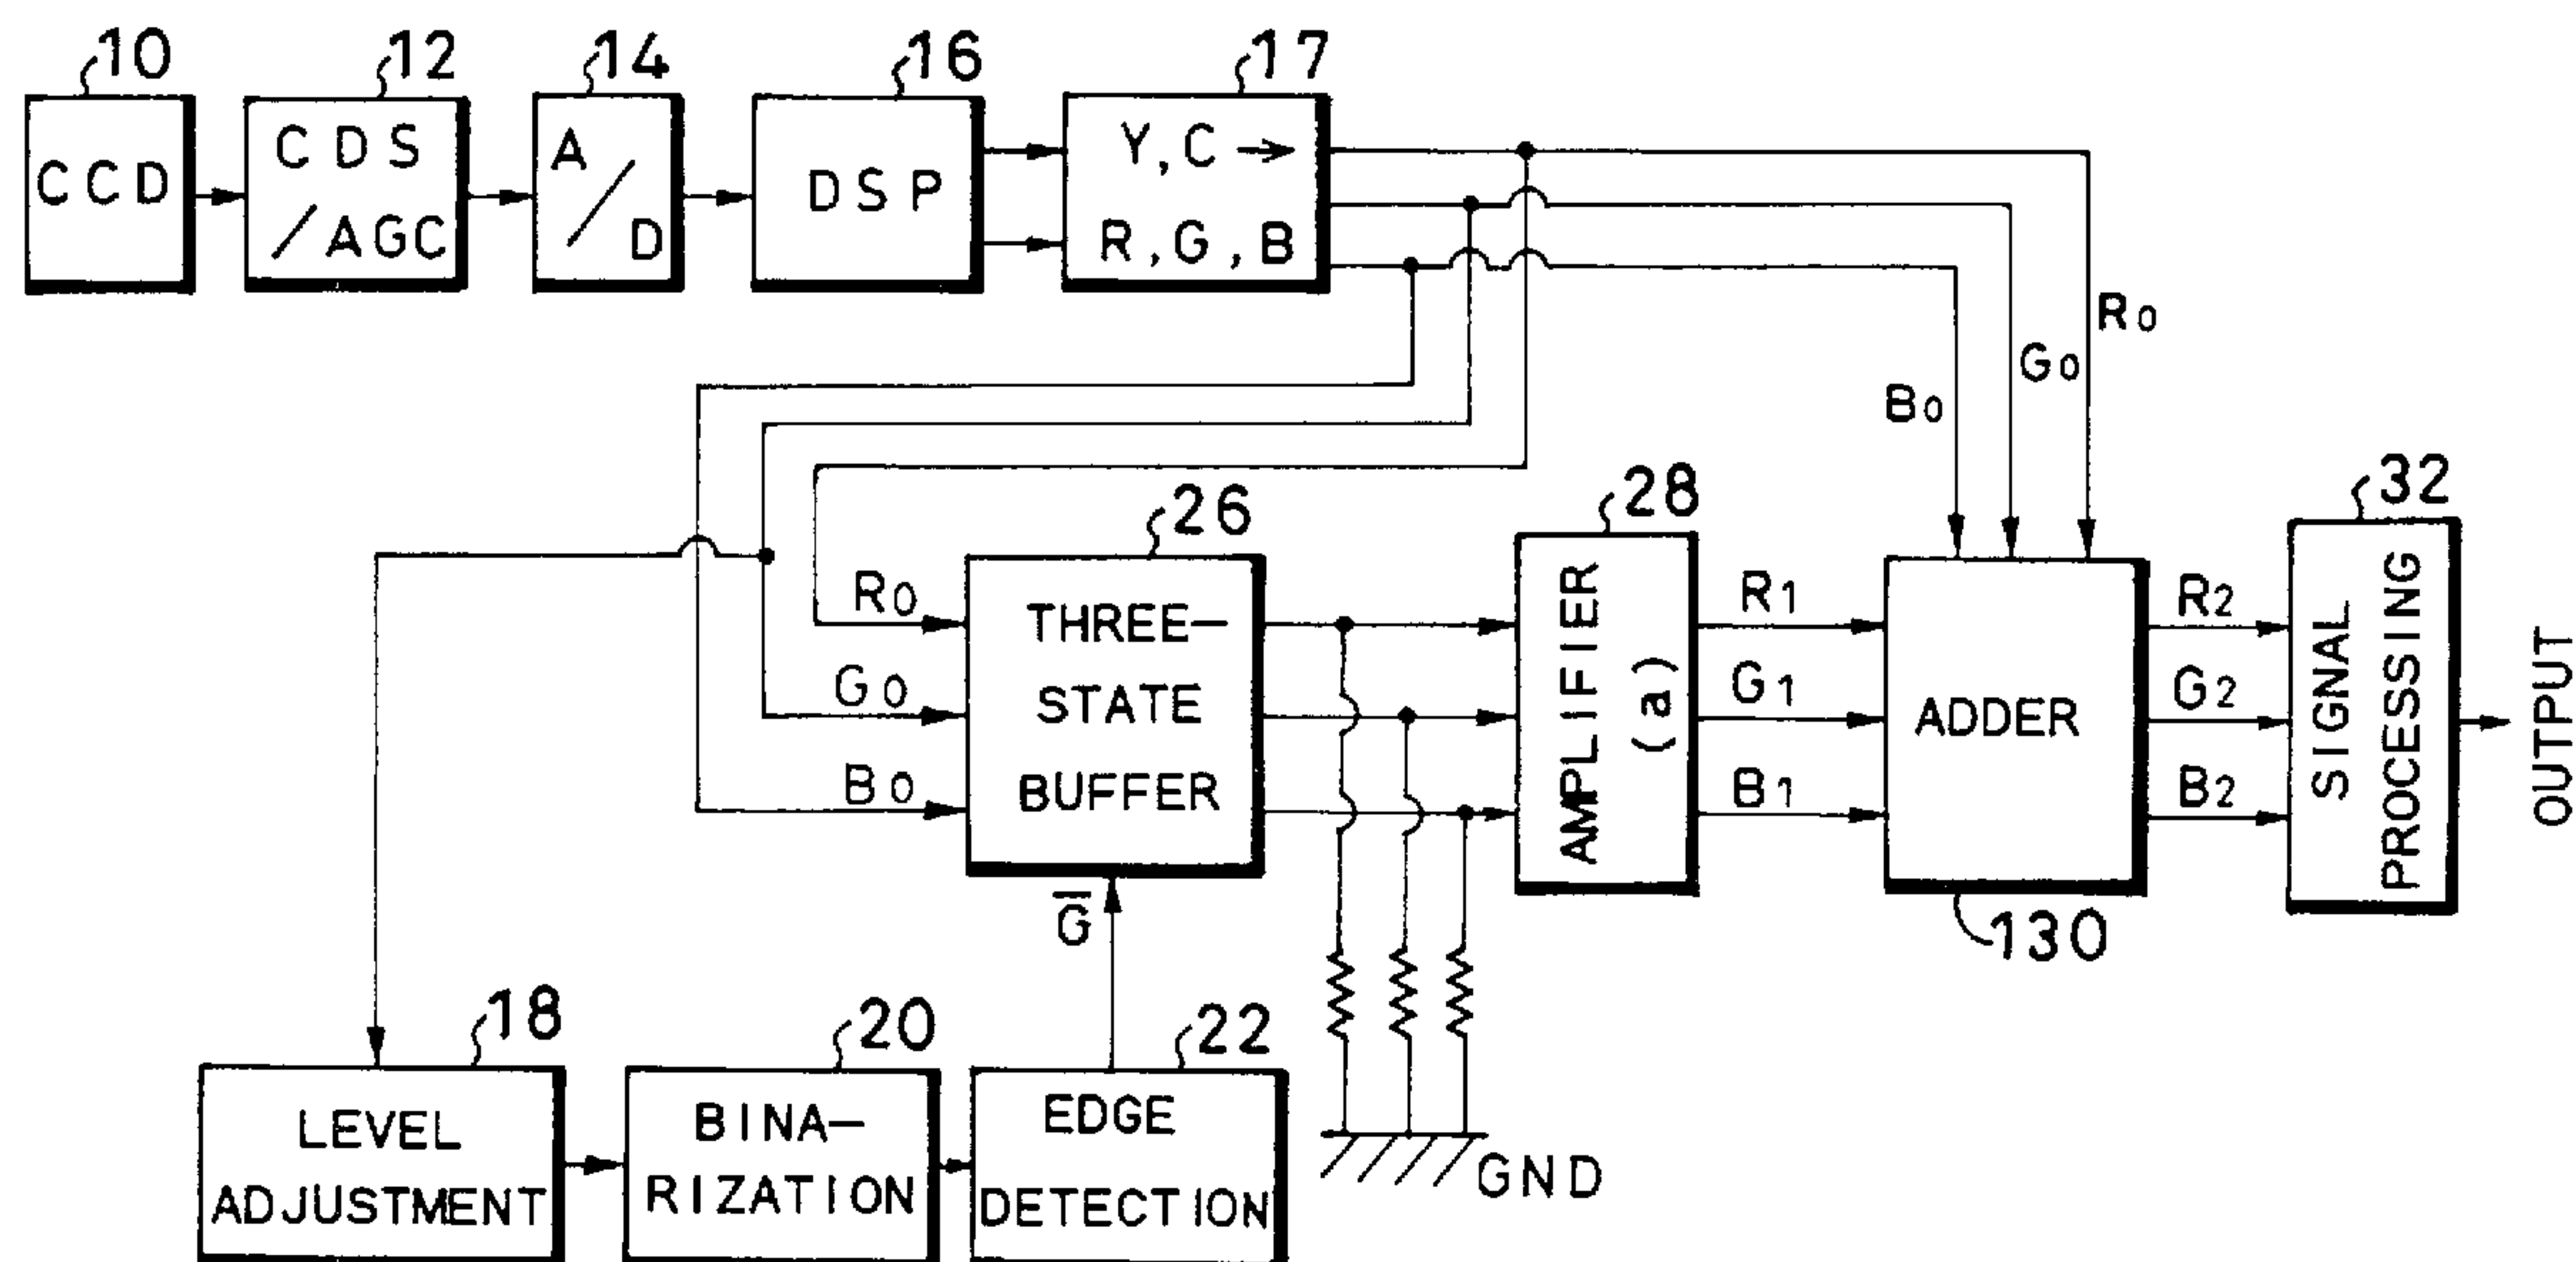 10
12
14
16
17
CCD
CDS
/AGC
A
/
D
DSP
Y,C →
R,G,B
R0
G0
B0
26
28
32
R0
G0
B0
THREE-
STATE
BUFFER
AMPLIFIER
(a)
R1
G1
B1
ADDER
130
R2
G2
B2
SIGNAL
PROCESSING
OUTPUT
G̅
18
20
22
LEVEL
ADJUSTMENT
BINA-
RIZATION
EDGE
DETECTION
GND